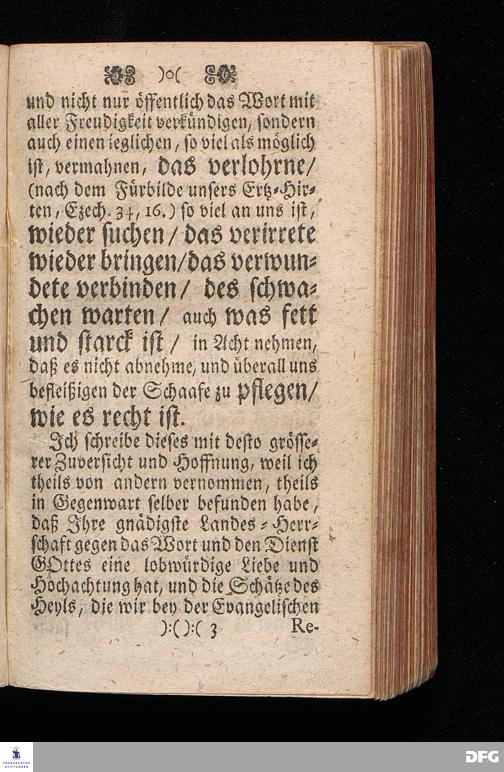 )o(
und nicht nur öffentlich das Wort mit
aller Freudigkeit verkündigen, sondern
auch einen ieglichen, so viel als möglich
ist, vermahnen, das verlohrne/
(nach dem Fürbilde unsers Ertz-Hir-
ten, Ezech. 34, 16.) so viel an uns ist,
wieder suchen / das verirrete
wieder bringen/das verwun-
dete verbinden / des schwa-
chen warten / auch was fett
und starck ist / in Acht nehmen,
daß es nicht abnehme, und überall uns
befleißigen der Schaafe zu pflegen/
wie es recht ist.
Ich schreibe dieses mit desto grösse-
rer Zuversicht und Hoffnung, weil ich
theils von andern vernommen, theils
in Gegenwart selber befunden habe,
daß Ihre gnädigste Landes-Herr-
schaft gegen das Wort und den Dienst
GOttes eine lobwürdige Liebe und
Hochachtung hat, und die Schätze des
Heyls, die wir bey der Evangelischen
):( ):( 3 Re-
FRANCKESCHE STIFTUNGEN
DFG